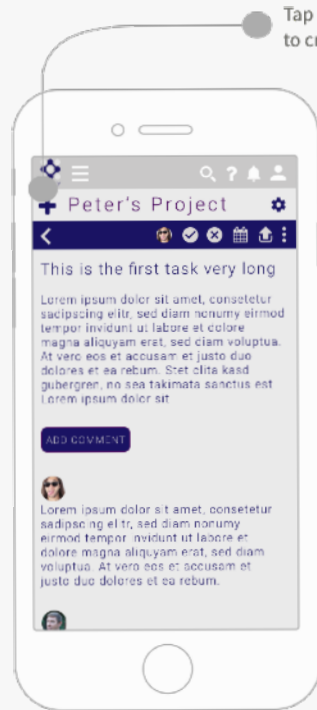 Tap
to cr
Peter's Project
This is the first task very long
Lorem ipsum dolor sit amet, consetetur
sadipscing elitr, sed diam nonumy eirmod
tempor invidunt ut labore et dolore
magna aliquyam erat, sed diam voluptua.
At vero eos et accusam et justo duo
dolores et ea rebum. Stet clita kasd
gubergren, no sea takimata sanctus est
Lorem ipsum dolor sit
ADD COMMENT
Lorem ipsum dolor sit amet, consetetur
sadipscing elitr, sed diam nonumy
eirmod tempor invidunt ut labore et
dolore magna aliquyam erat, sed diam
voluptua. At vero eos et accusam et
justo duo dolores et ea rebum.